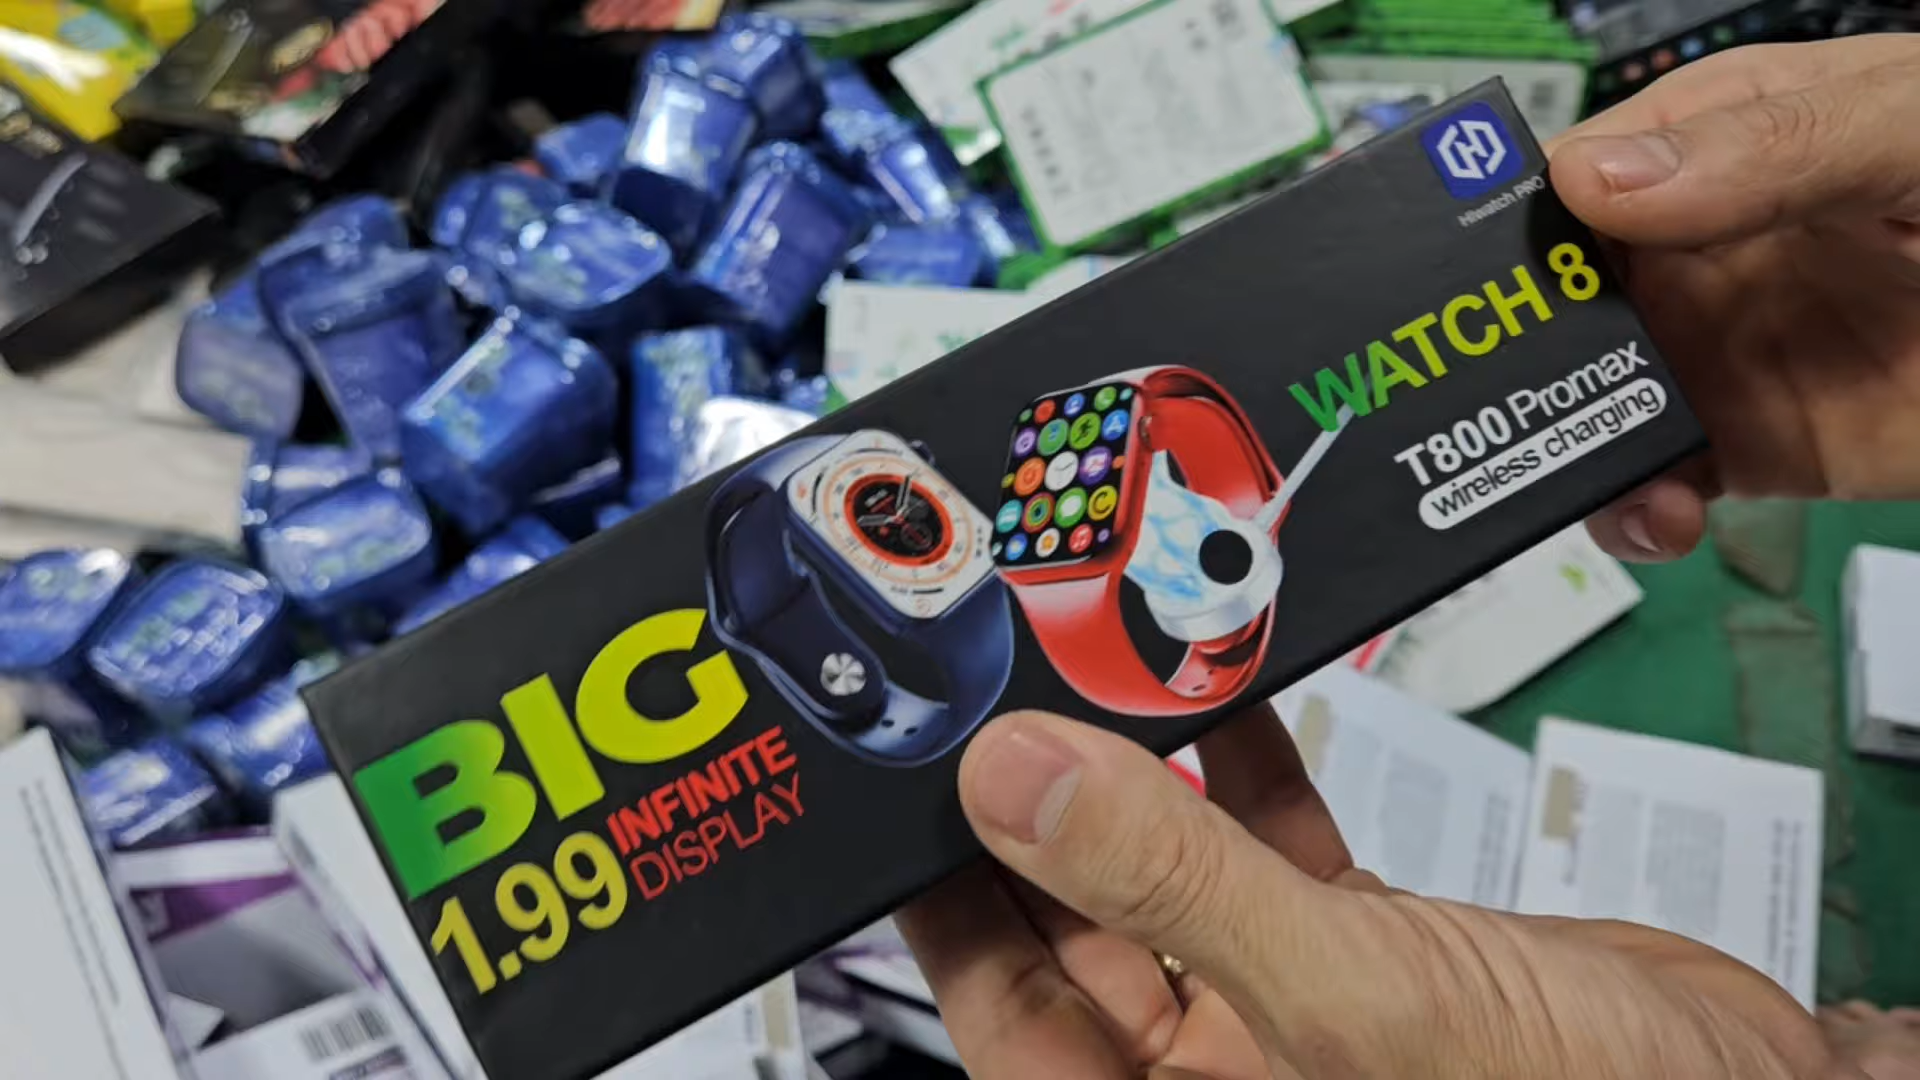 Hiwatch PRO
WATCH 8
T800 Promax
wireless charging
BIG
INFINITE
1.99 DISPLAY